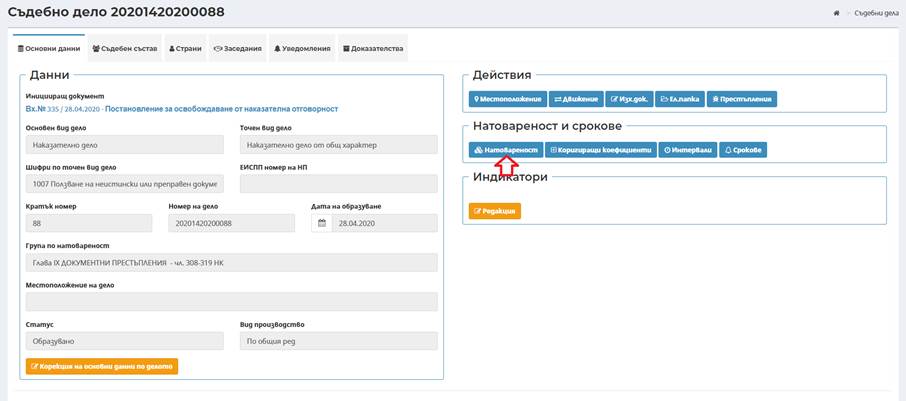 Съдебно дело 20201420200088
Съдебни дела
Основни данни
Съдебен състав
Страни
Заседания
Уведомления
Доказателства
Данни
Иницииращ документ
Вх.№ 335 / 28.04.2020 - Постановление за освобождаване от наказателна отговорност
Основен вид дело
Точен вид дело
Наказателно дело
Наказателно дело от общ характер
Шифри по точен вид дело
ЕИСПП номер на НП
1007 Ползване на неистински или преправен докуме
Кратък номер
Номер на дело
Дата на образуване
88
20201420200088
28.04.2020
Група по натовареност
Глава IX ДОКУМЕНТНИ ПРЕСТЪПЛЕНИЯ - чл. 308-319 НК
Местоположение на дело
Статус
Вид производство
Образувано
По общия ред
Корекция на основни данни по делото
Действия
Местоположение
Движение
Изх.док.
Ел.папка
Престъпления
Натовареност и срокове
Натовареност
Коригиращи коефициенти
Интервали
Срокове
Индикатори
Редакция